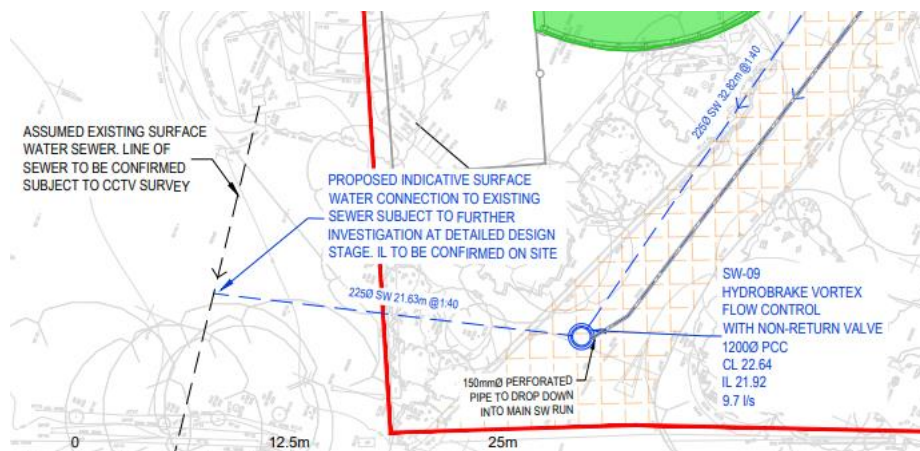 225Ø SW 32.82m @1:40
ASSUMED EXISTING SURFACE
WATER SEWER. LINE OF
SEWER TO BE CONFIRMED
SUBJECT TO CCTV SURVEY
PROPOSED INDICATIVE SURFACE
WATER CONNECTION TO EXISTING
SEWER SUBJECT TO FURTHER
INVESTIGATION AT DETAILED DESIGN
STAGE. IL TO BE CONFIRMED ON SITE
225Ø SW 21.63m @1:40
SW-09
HYDROBRAKE VORTEX
FLOW CONTROL
WITH NON-RETURN VALVE
1200Ø PCC
CL 22.64
IL 21.92
9.7 l/s
150mmØ PERFORATED
PIPE TO DROP DOWN
INTO MAIN SW RUN
0 12.5m 25m